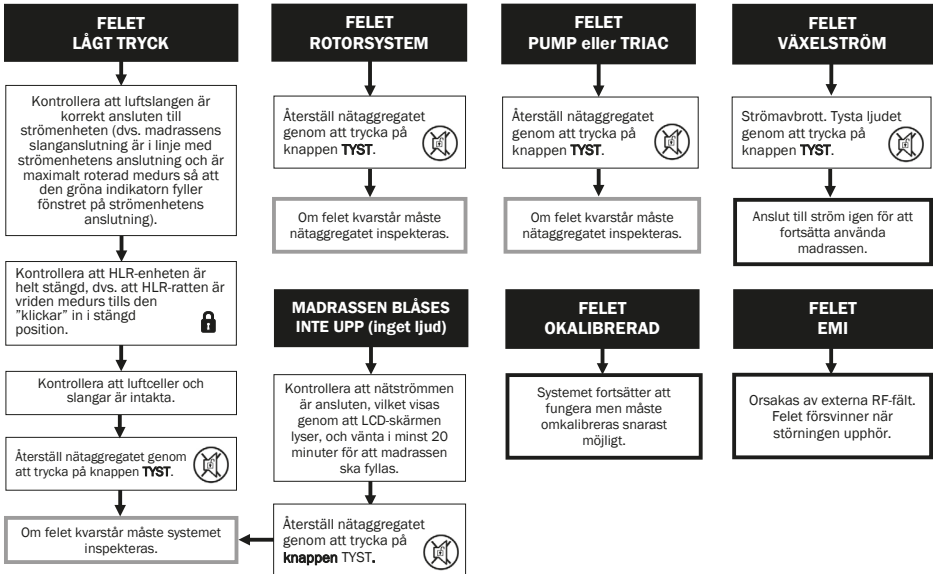 FELET
LÅGT TRYCK
Kontrollera att luftslangen är
korrekt ansluten till
strömenheten (dvs. madrassens
slanganslutning är i linje med
strömenhetens anslutning och är
maximalt roterad medurs så att
den gröna indikatorn fyller
fönstret på strömenhetens
anslutning).
Kontrollera att HLR-enheten är
helt stängd, dvs. att HLR-ratten är
vriden medurs tills den
"klickar" in i stängd
position.
Kontrollera att luftceller och
slangar är intakta.
Återställ nätaggregatet genom
att trycka på knappen TYST.
Om felet kvarstår måste systemet
inspekteras.
FELET
ROTORSYSTEM
Återställ nätaggregatet
genom att trycka på
knappen TYST.
Om felet kvarstår måste
nätaggregatet inspekteras.
MADRASSEN BLÅSES
INTE UPP (inget ljud)
Kontrollera att nätströmmen
är ansluten, vilket visas
genom att LCD-skärmen
lyser, och vänta i minst 20
minuter för att madrassen
ska fyllas.
Återställ nätaggregatet
genom att trycka på
knappen TYST.
FELET
PUMP eller TRIAC
Återställ nätaggregatet
genom att trycka på
knappen TYST.
Om felet kvarstår måste
nätaggregatet inspekteras.
FELET
OKALIBRERAD
Systemet fortsätter att
fungera men måste
omkalibreras snarast
möjligt.
FELET
VÄXELSTRÖM
Strömavbrott. Tysta ljudet
genom att trycka på
knappen TYST.
Anslut till ström igen för att
fortsätta använda
madrassen.
FELET
EMI
Orsakas av externa RF-fält.
Felet försvinner när
störningen upphör.